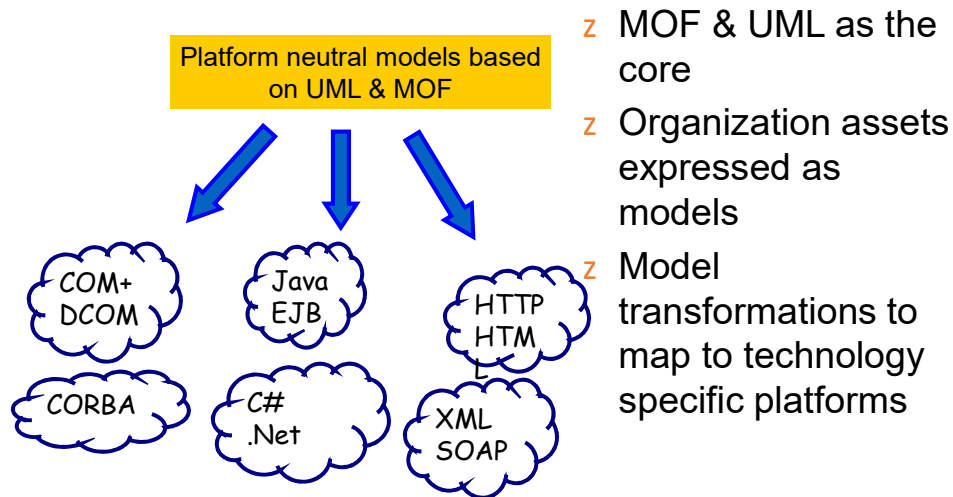 Platform neutral models based
on UML & MOF
COM+
DCOM
Java
EJB
HTTP
HTM
L
CORBA
C#
.Net
XML
SOAP
z MOF & UML as the
core
z Organization assets
expressed as
models
z Model
transformations to
map to technology
specific platforms